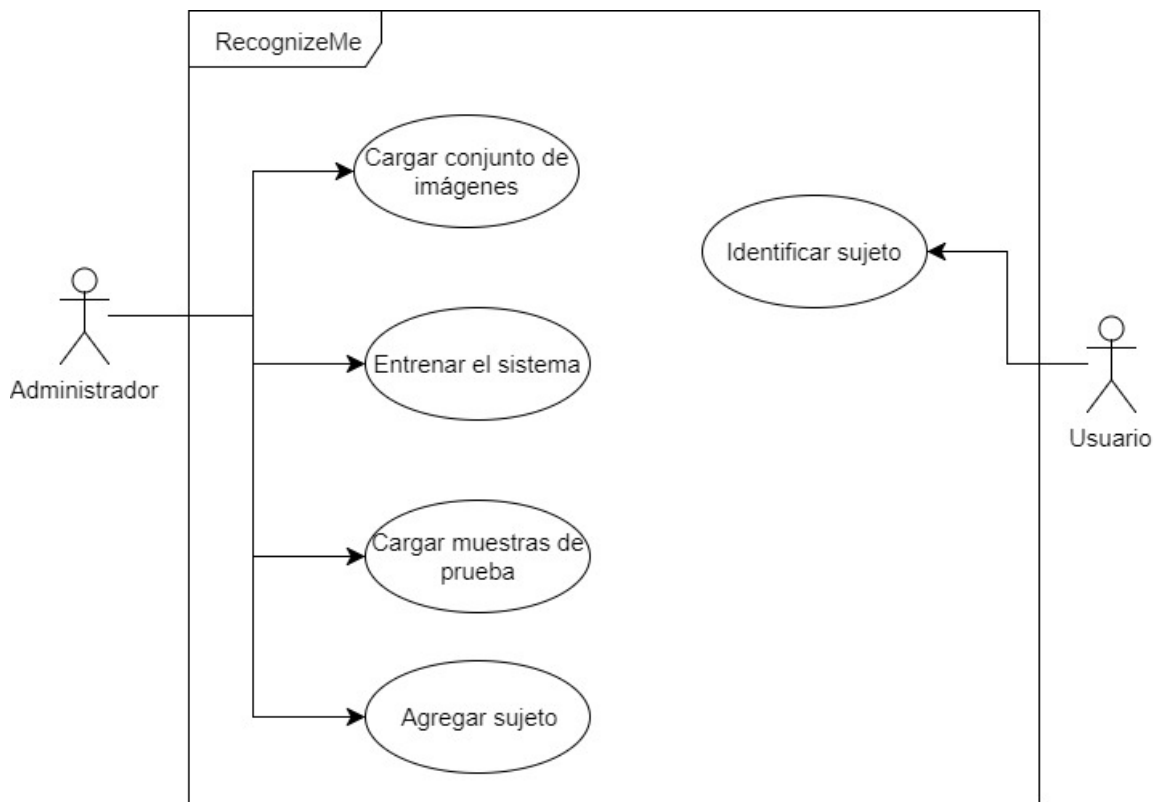 RecognizeMe
Cargar conjunto de
imágenes
Identificar sujeto
Entrenar el sistema
Administrador
Usuario
Cargar muestras de
prueba
Agregar sujeto